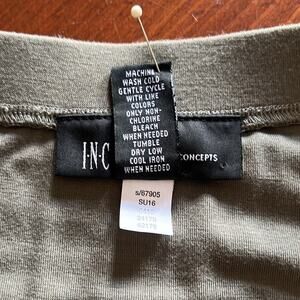 MACHINE
WASH COLD
GENTLE CYCLE
WITH LIKE
COLORS
ONLY NON-
CHLORINE
BLEACH
WHEN NEEDED
TUMBLE
DRY LOW
COOL IRON
WHEN NEEDED
I·N·C
CONCEPTS
s/67905
SU16